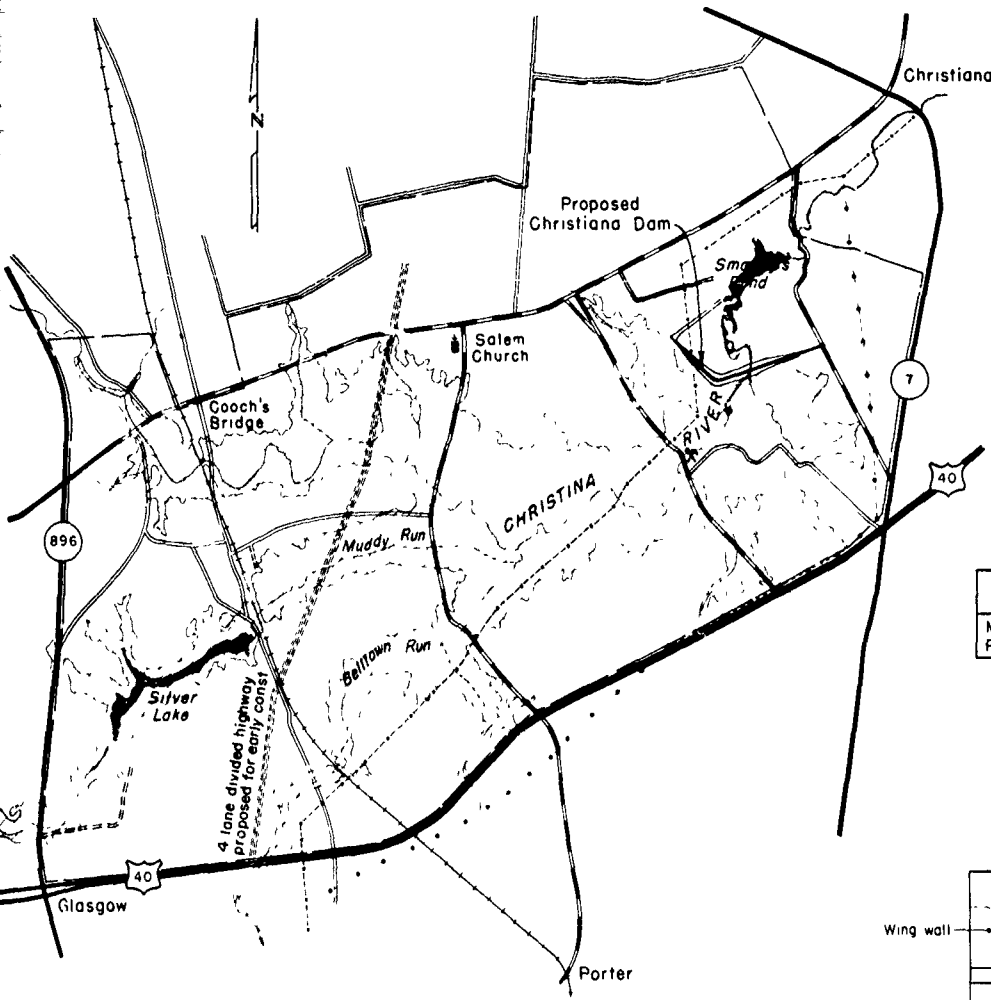 N
Christiana
Proposed
Christiana Dam
Pond
Salem
Church
7
Cooch's
Bridge
RIVER
40
CHRISTINA
896
Muddy Run
Belltown Run
Silver
Lake
4 lane divided highway
proposed for early const
40
Glasgow
Wing wall
Porter